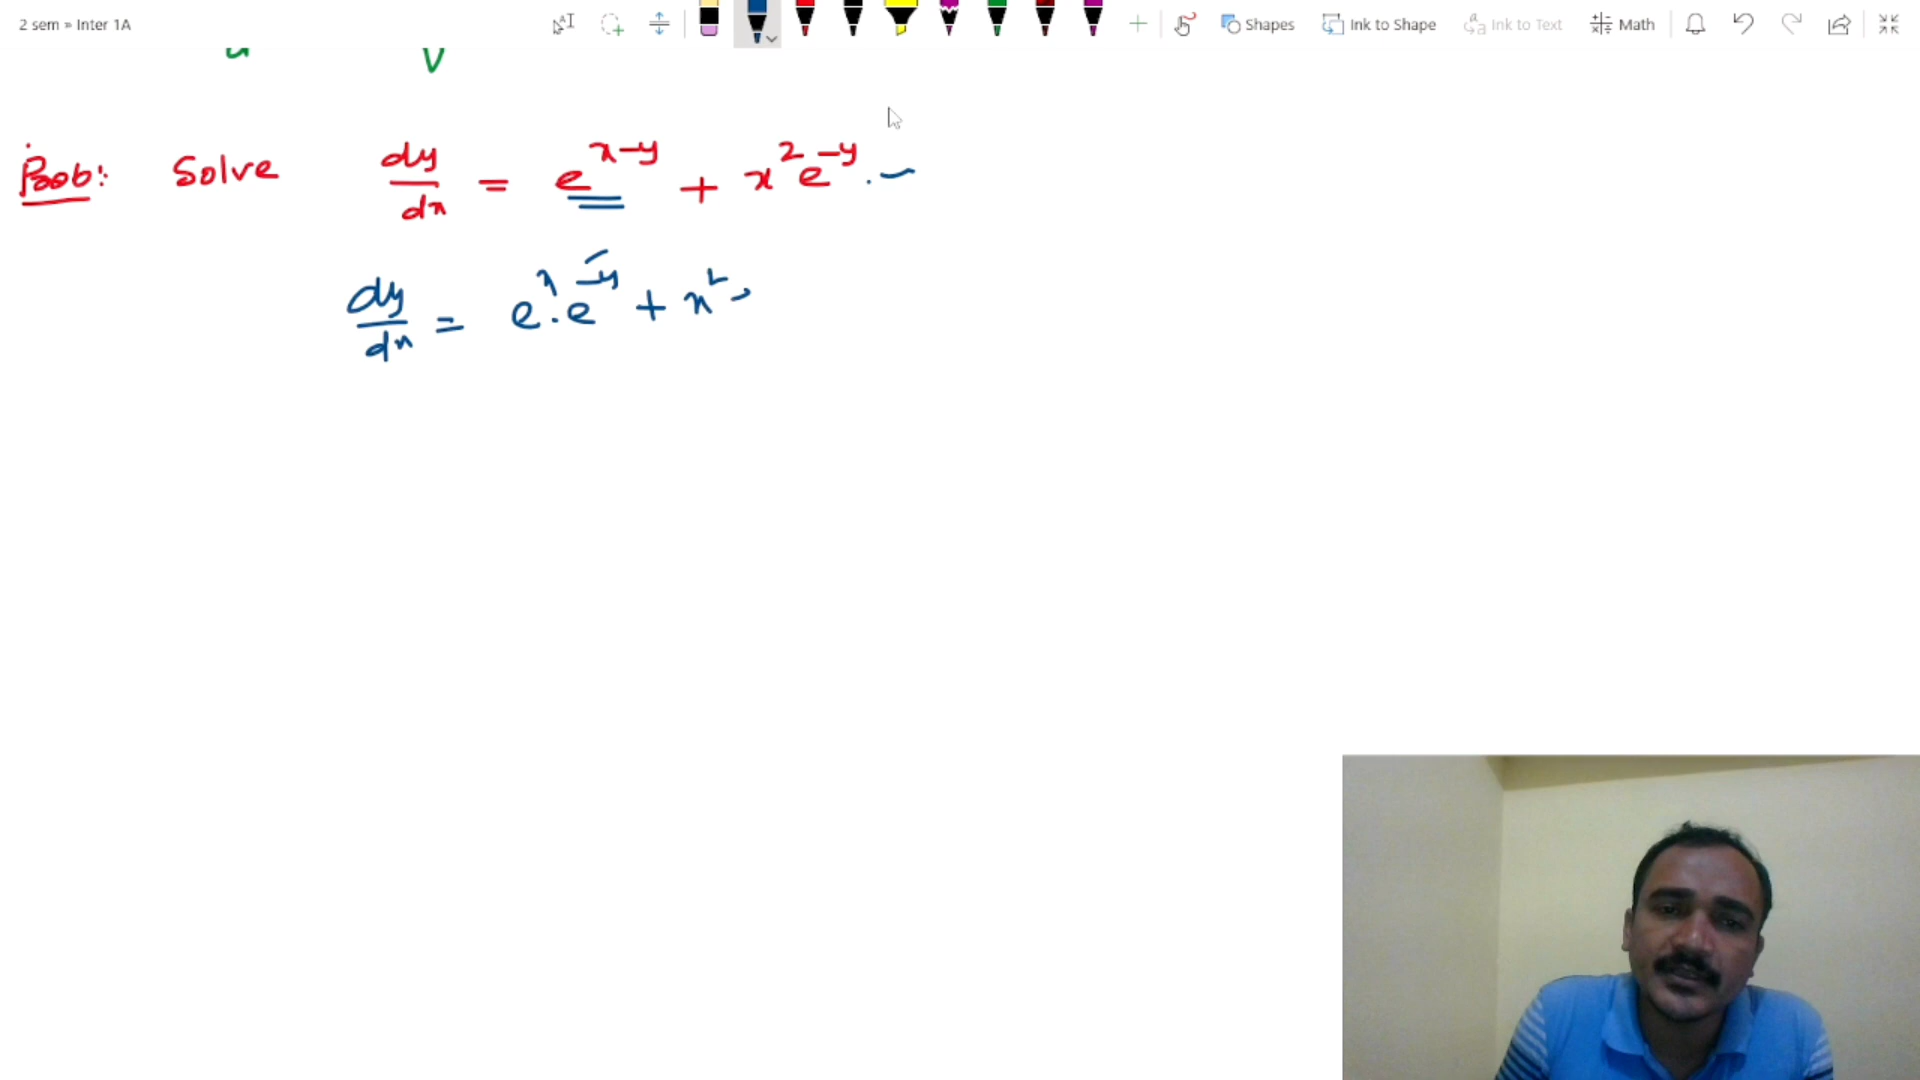 2 sem » Inter 1A
Shapes
Ink to Shape
Ink to Text
Math
u v
Prob: Solve dy/dx = e^(x-y) + x^2 e^(-y).
dy/dx = e^x . e^(-y) + x^2